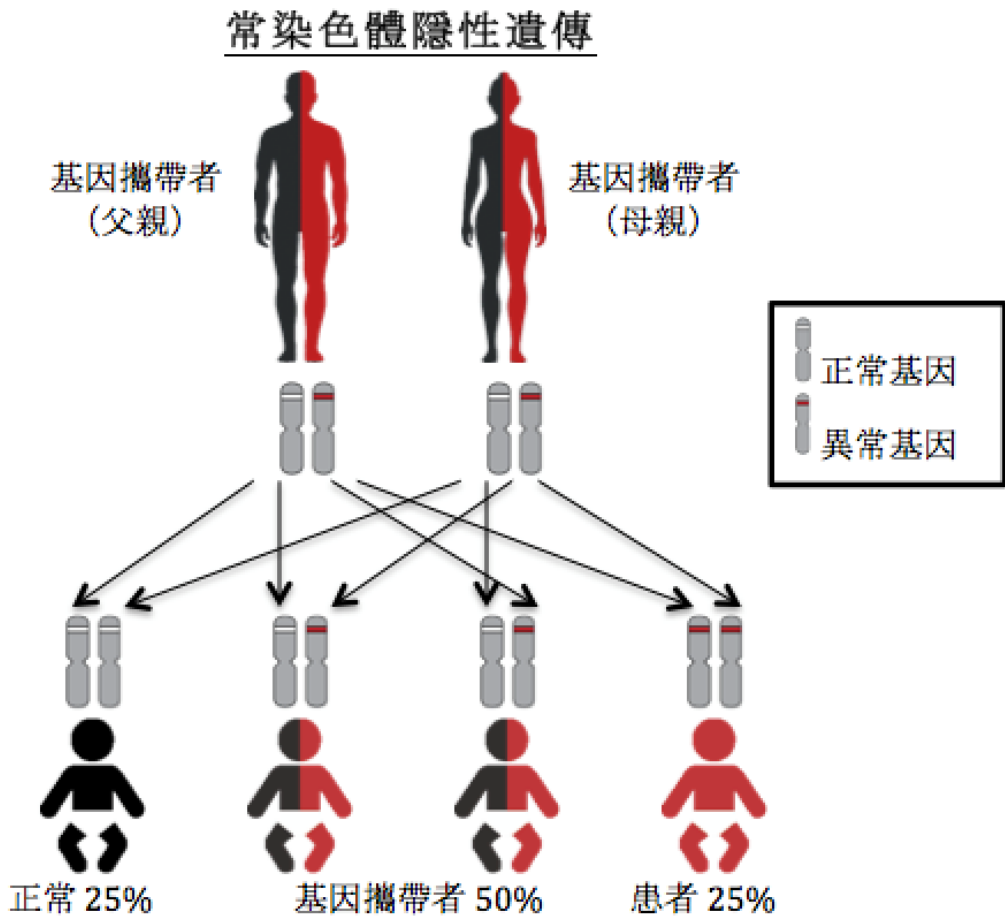 常染色體隱性遺傳
基因攜帶者
（父親）
基因攜帶者
（母親）
正常基因
異常基因
正常 25%
基因攜帶者 50%
患者 25%